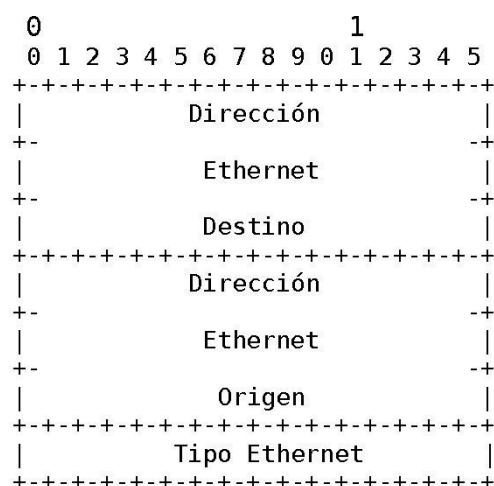 0                     1
0 1 2 3 4 5 6 7 8 9 0 1 2 3 4 5
+-+-+-+-+-+-+-+-+-+-+-+-+-+-+-+-+
|           Dirección           |
+-                             -+
|            Ethernet           |
+-                             -+
|            Destino            |
+-+-+-+-+-+-+-+-+-+-+-+-+-+-+-+-+
|           Dirección           |
+-                             -+
|            Ethernet           |
+-                             -+
|             Origen            |
+-+-+-+-+-+-+-+-+-+-+-+-+-+-+-+-+
|          Tipo Ethernet        |
+-+-+-+-+-+-+-+-+-+-+-+-+-+-+-+-+